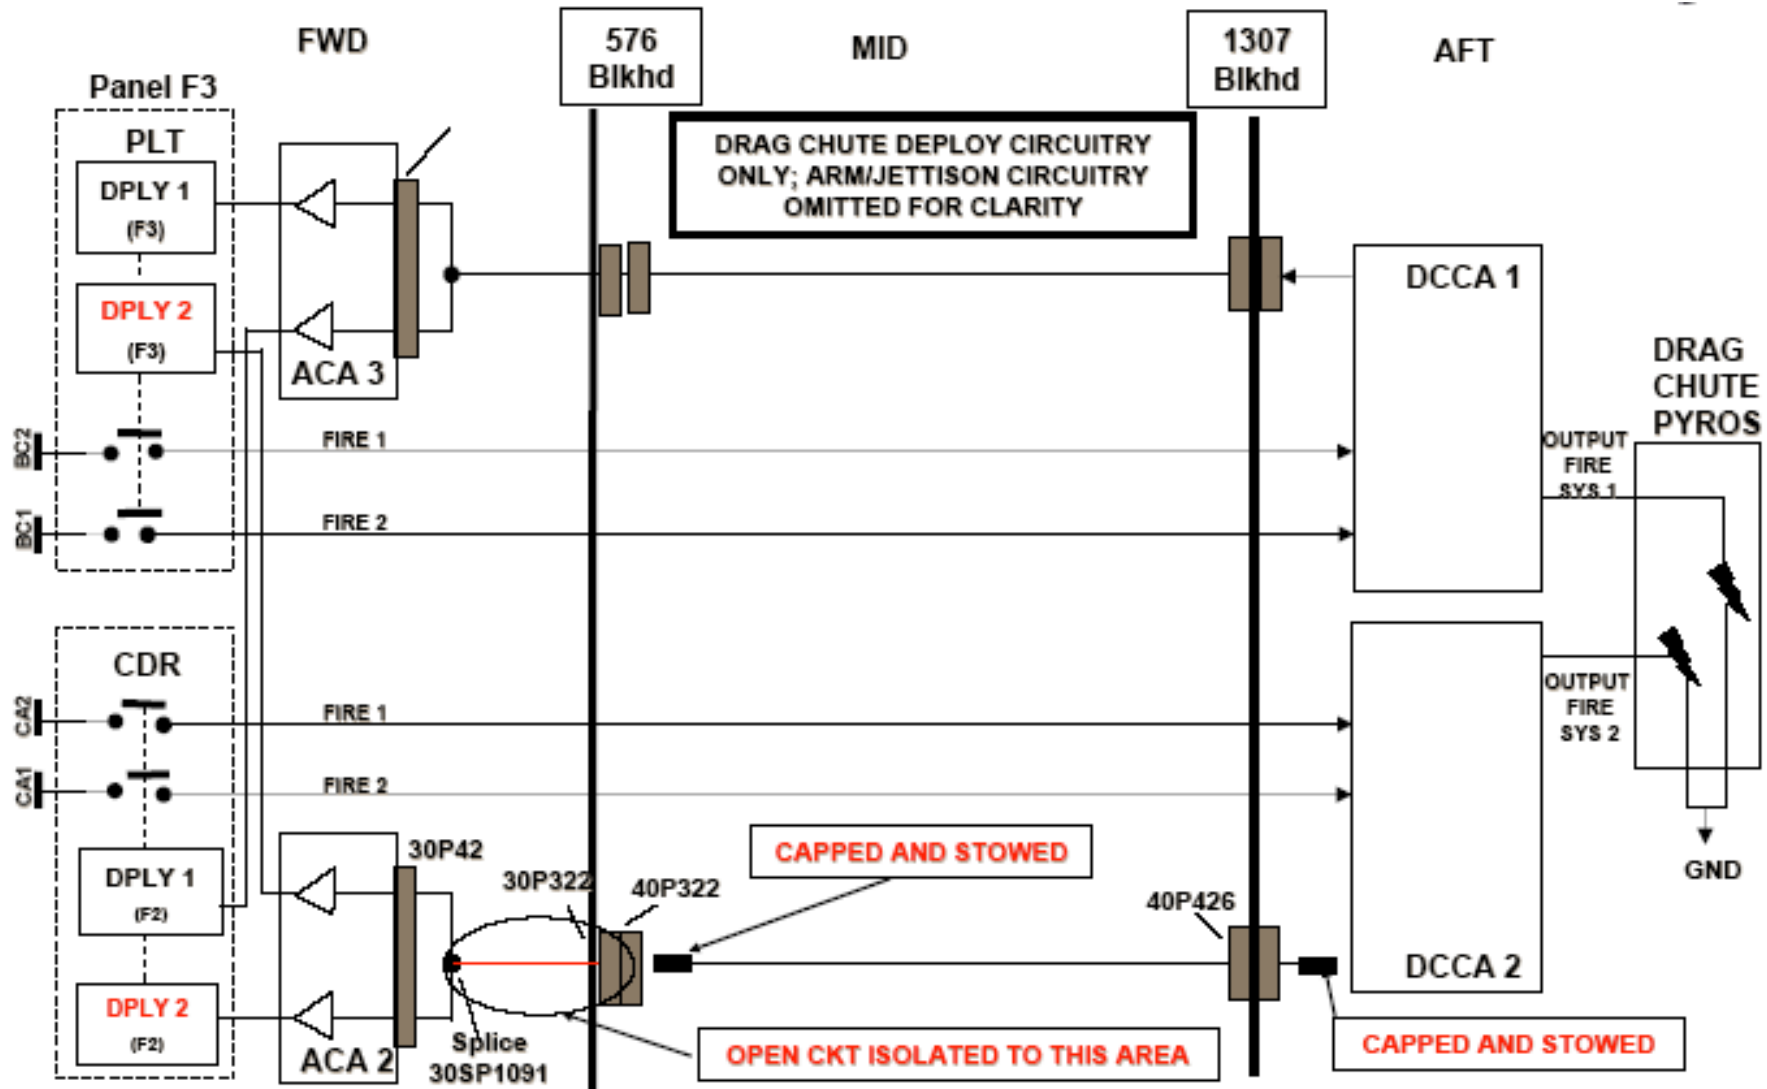 FWD
576
Blkhd
MID
1307
Blkhd
AFT
Panel F3
PLT
DPLY 1
(F3)
DPLY 2
(F3)
ACA 3
DRAG CHUTE DEPLOY CIRCUITRY
ONLY; ARM/JETTISON CIRCUITRY
OMITTED FOR CLARITY
DCCA 1
DRAG
CHUTE
PYROS
BC2
FIRE 1
BC1
FIRE 2
OUTPUT
FIRE
SYS 1
CDR
CA2
FIRE 1
CA1
FIRE 2
DPLY 1
(F2)
DPLY 2
(F2)
ACA 2
30P42
30P322
40P322
CAPPED AND STOWED
40P426
Splice
30SP1091
OPEN CKT ISOLATED TO THIS AREA
DCCA 2
CAPPED AND STOWED
OUTPUT
FIRE
SYS 2
GND